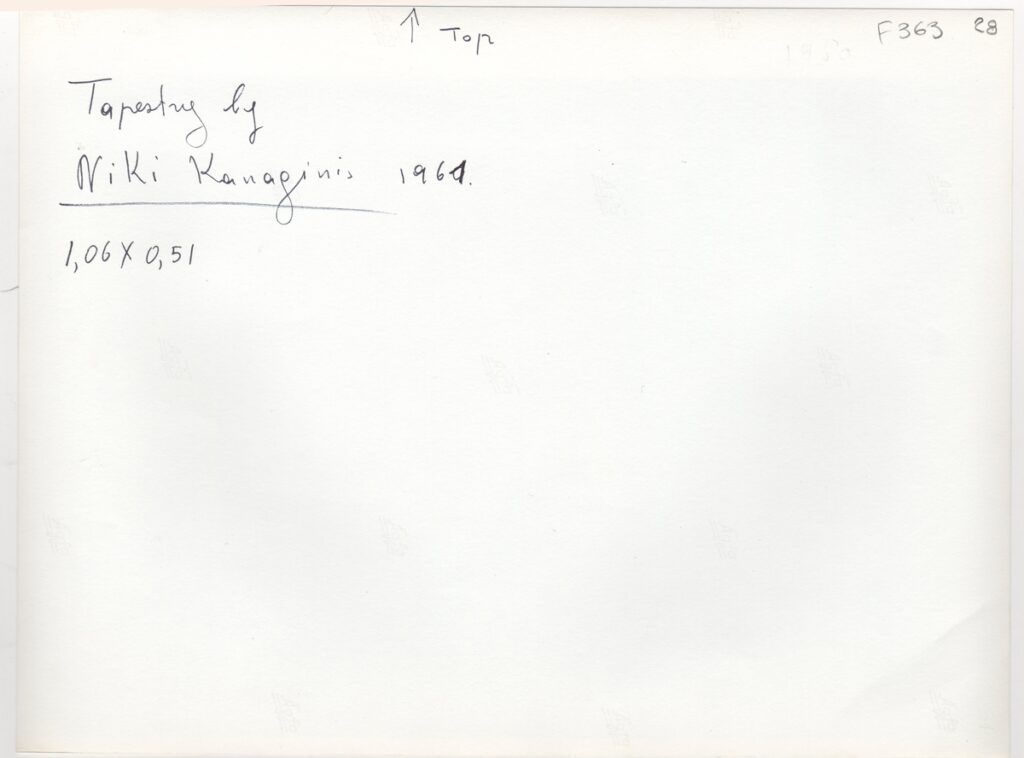 ↑ Top
F363 28
Tapestry by
Niki Kanaginis 1961.
1,06 X 0,51